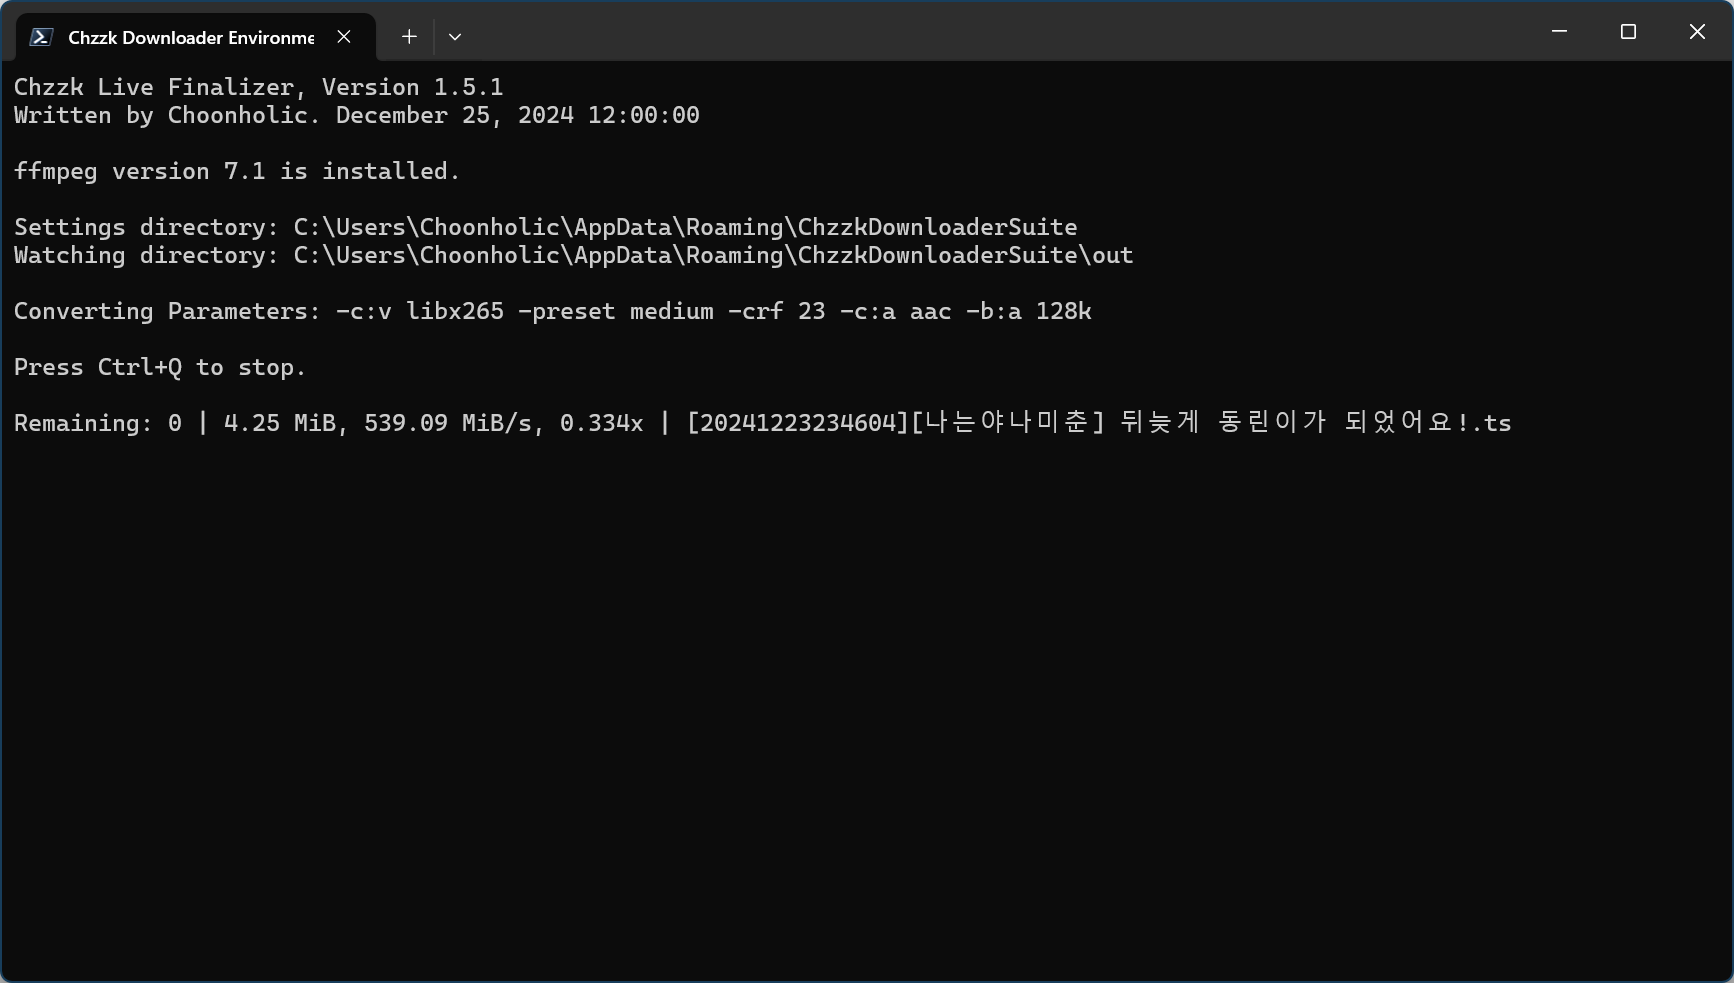 Chzzk Downloader Environme
Chzzk Live Finalizer, Version 1.5.1
Written by Choonholic. December 25, 2024 12:00:00
ffmpeg version 7.1 is installed.
Settings directory: C:\Users\Choonholic\AppData\Roaming\ChzzkDownloaderSuite
Watching directory: C:\Users\Choonholic\AppData\Roaming\ChzzkDownloaderSuite\out
Converting Parameters: -c:v libx265 -preset medium -crf 23 -c:a aac -b:a 128k
Press Ctrl+Q to stop.
Remaining: 0 | 4.25 MiB, 539.09 MiB/s, 0.334x | [20241223234604][나는야나미춘] 뒤늦게 동린이가 되었어요!.ts